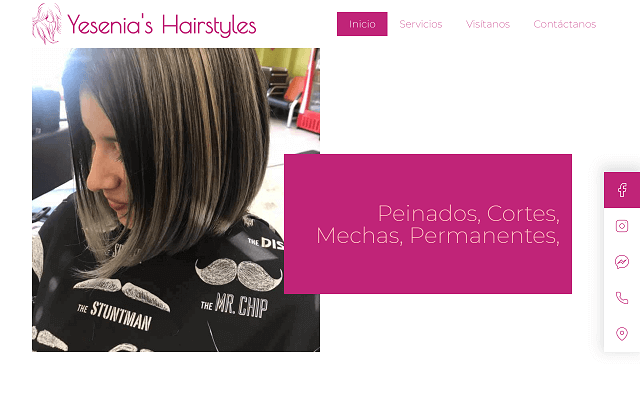 Yesenia's Hairstyles
Inicio Servicios Visítanos Contáctanos
Peinados, Cortes,
Mechas, Permanentes,
THE DIS
THE STUNTMAN
THE MR. CHIP